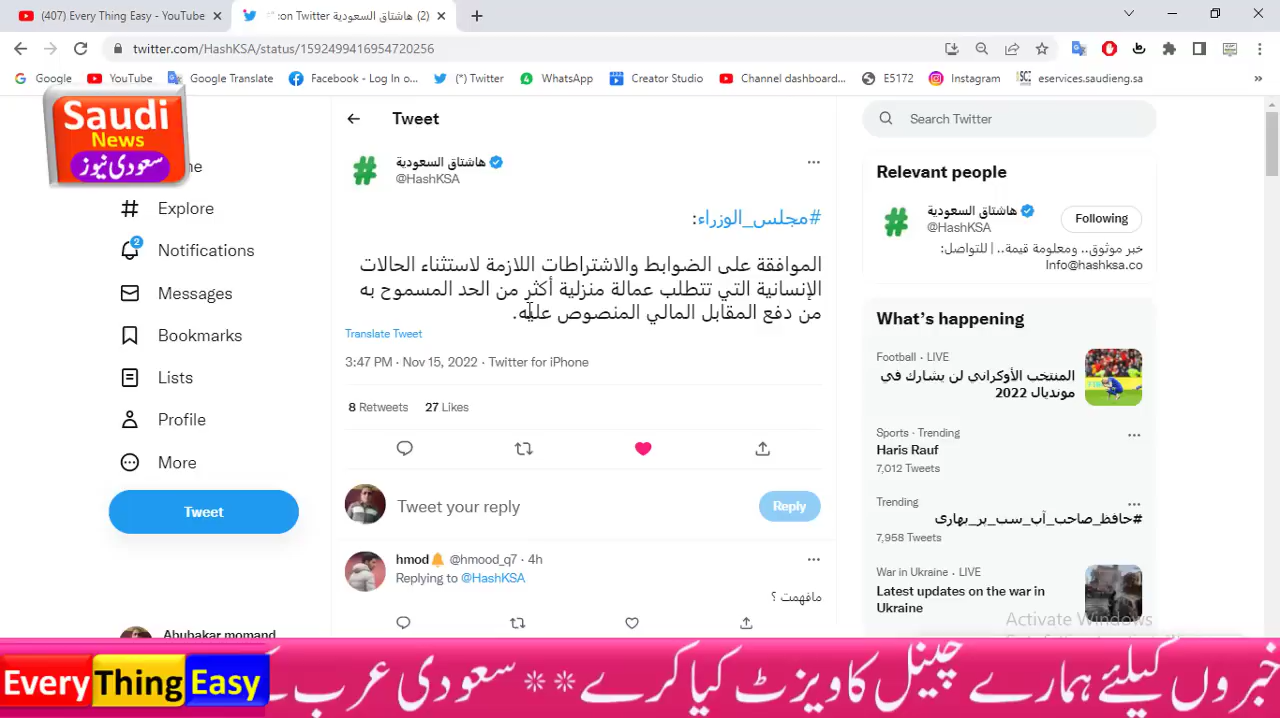 (407) Every Thing Easy - YouTube
(2) هاشتاق السعودية on Twitter:
twitter.com/HashKSA/status/1592499416954720256
Google
YouTube
Google Translate
Facebook - Log In o...
(*) Twitter
WhatsApp
Creator Studio
Channel dashboard...
E5172
Instagram
eservices.saudieng.sa
Saudi
News
سعودی نیوز
Explore
Notifications
2
Messages
Bookmarks
Lists
Profile
More
Tweet
Abubakar momand
Tweet
هاشتاق السعودية
@HashKSA
#مجلس_الوزراء:
الموافقة على الضوابط والاشتراطات اللازمة لاستثناء الحالات
الإنسانية التي تتطلب عمالة منزلية أكثر من الحد المسموح به
من دفع المقابل المالي المنصوص عليه.
Translate Tweet
3:47 PM · Nov 15, 2022 · Twitter for iPhone
8 Retweets 27 Likes
Tweet your reply
Reply
hmod @hmood_q7 · 4h
Replying to @HashKSA
مافهمت ؟
Search Twitter
Relevant people
هاشتاق السعودية
@HashKSA
Following
خبر موثوق.. ومعلومة قيمة.. | للتواصل:
Info@hashksa.co
What's happening
Football · LIVE
المنتخب الأوكراني لن يشارك في
مونديال 2022
Sports · Trending
Haris Rauf
7,012 Tweets
Trending
#حافظ_صاحب_آپ_سب_پر_بھاری
7,958 Tweets
War in Ukraine · LIVE
Latest updates on the war in
Ukraine
Activate Windows
EveryThing Easy
خبروں کیلئے ہمارے چینل کا ویزٹ کیا کرے ** سعودی عرب کے